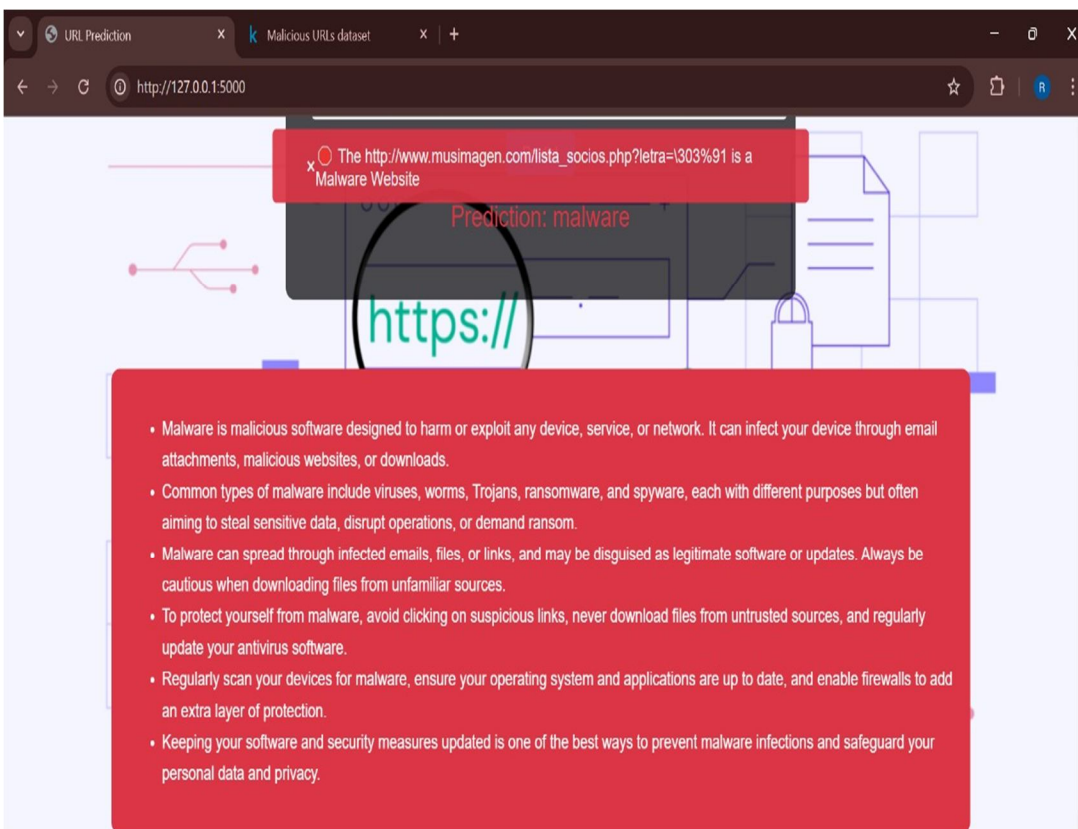 URL Prediction
Malicious URLs dataset
http://127.0.0.1:5000
R
The http://www.musimagen.com/lista_socios.php?letra=\303%91 is a
Malware Website
Prediction: malware
https://
• Malware is malicious software designed to harm or exploit any device, service, or network. It can infect your device through email
attachments, malicious websites, or downloads.
• Common types of malware include viruses, worms, Trojans, ransomware, and spyware, each with different purposes but often
aiming to steal sensitive data, disrupt operations, or demand ransom.
• Malware can spread through infected emails, files, or links, and may be disguised as legitimate software or updates. Always be
cautious when downloading files from unfamiliar sources.
• To protect yourself from malware, avoid clicking on suspicious links, never download files from untrusted sources, and regularly
update your antivirus software.
• Regularly scan your devices for malware, ensure your operating system and applications are up to date, and enable firewalls to add
an extra layer of protection.
• Keeping your software and security measures updated is one of the best ways to prevent malware infections and safeguard your
personal data and privacy.